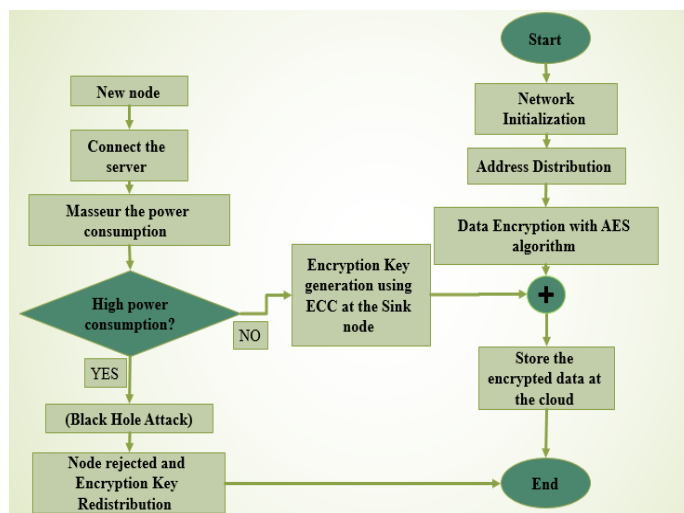 Start
New node
Network
Initialization
Connect the
server
Address Distribution
Masseur the power
consumption
Data Encryption with AES
algorithm
High power
consumption?
NO
Encryption Key
generation using
ECC at the Sink
node
+
YES
Store the
encrypted data at
the cloud
(Black Hole Attack)
Node rejected and
Encryption Key
Redistribution
End